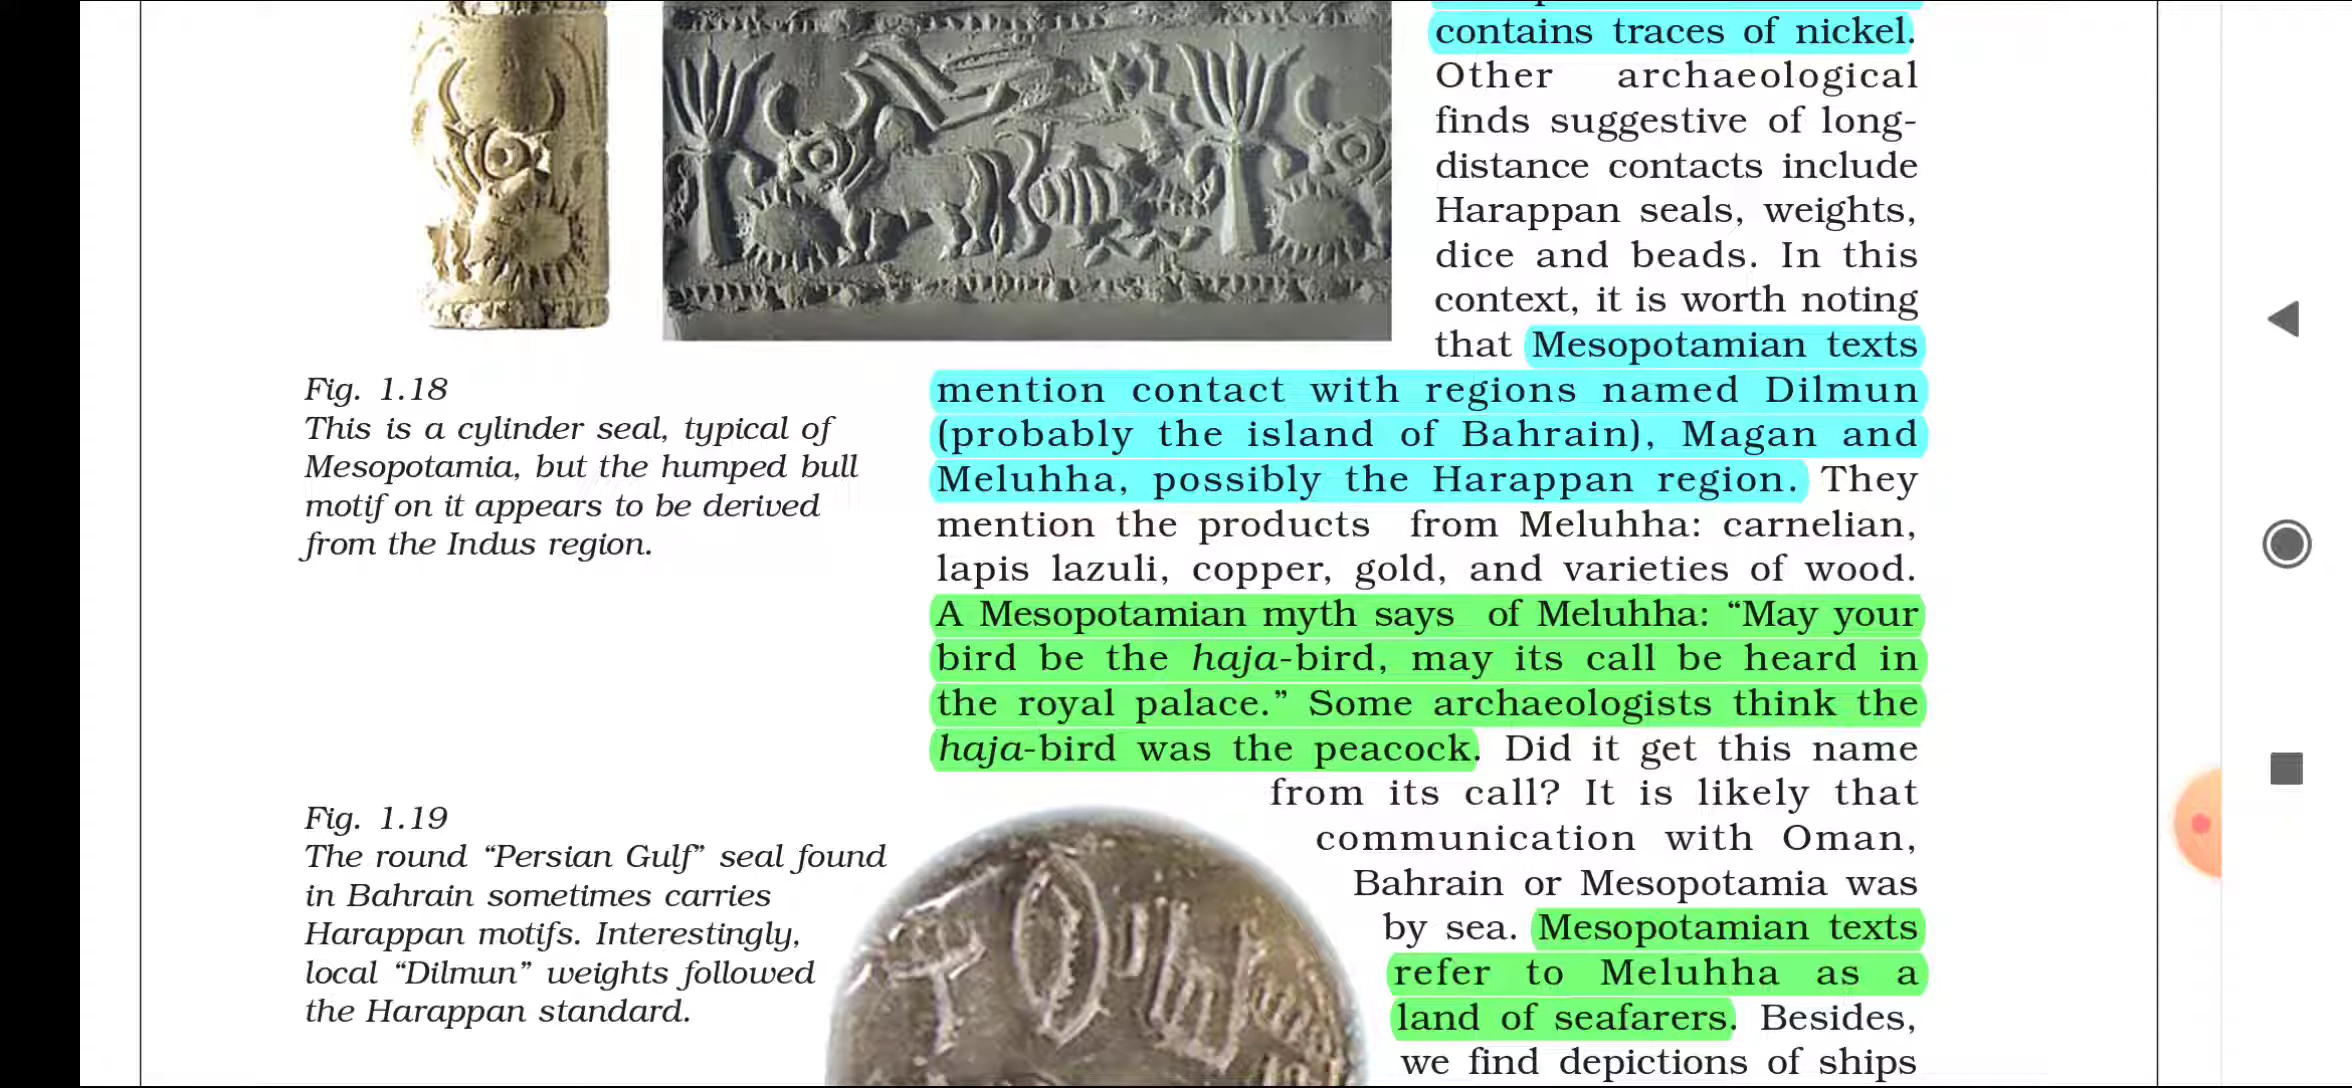 contains traces of nickel.
Other archaeological
finds suggestive of long-
distance contacts include
Harappan seals, weights,
dice and beads. In this
context, it is worth noting
that Mesopotamian texts
mention contact with regions named Dilmun
(probably the island of Bahrain), Magan and
Meluhha, possibly the Harappan region. They
mention the products from Meluhha: carnelian,
lapis lazuli, copper, gold, and varieties of wood.
A Mesopotamian myth says of Meluhha: “May your
bird be the haja-bird, may its call be heard in
the royal palace.” Some archaeologists think the
haja-bird was the peacock. Did it get this name
from its call? It is likely that
communication with Oman,
Bahrain or Mesopotamia was
by sea. Mesopotamian texts
refer to Meluhha as a
land of seafarers. Besides,
we find depictions of ships
Fig. 1.18
This is a cylinder seal, typical of
Mesopotamia, but the humped bull
motif on it appears to be derived
from the Indus region.
Fig. 1.19
The round “Persian Gulf” seal found
in Bahrain sometimes carries
Harappan motifs. Interestingly,
local “Dilmun” weights followed
the Harappan standard.